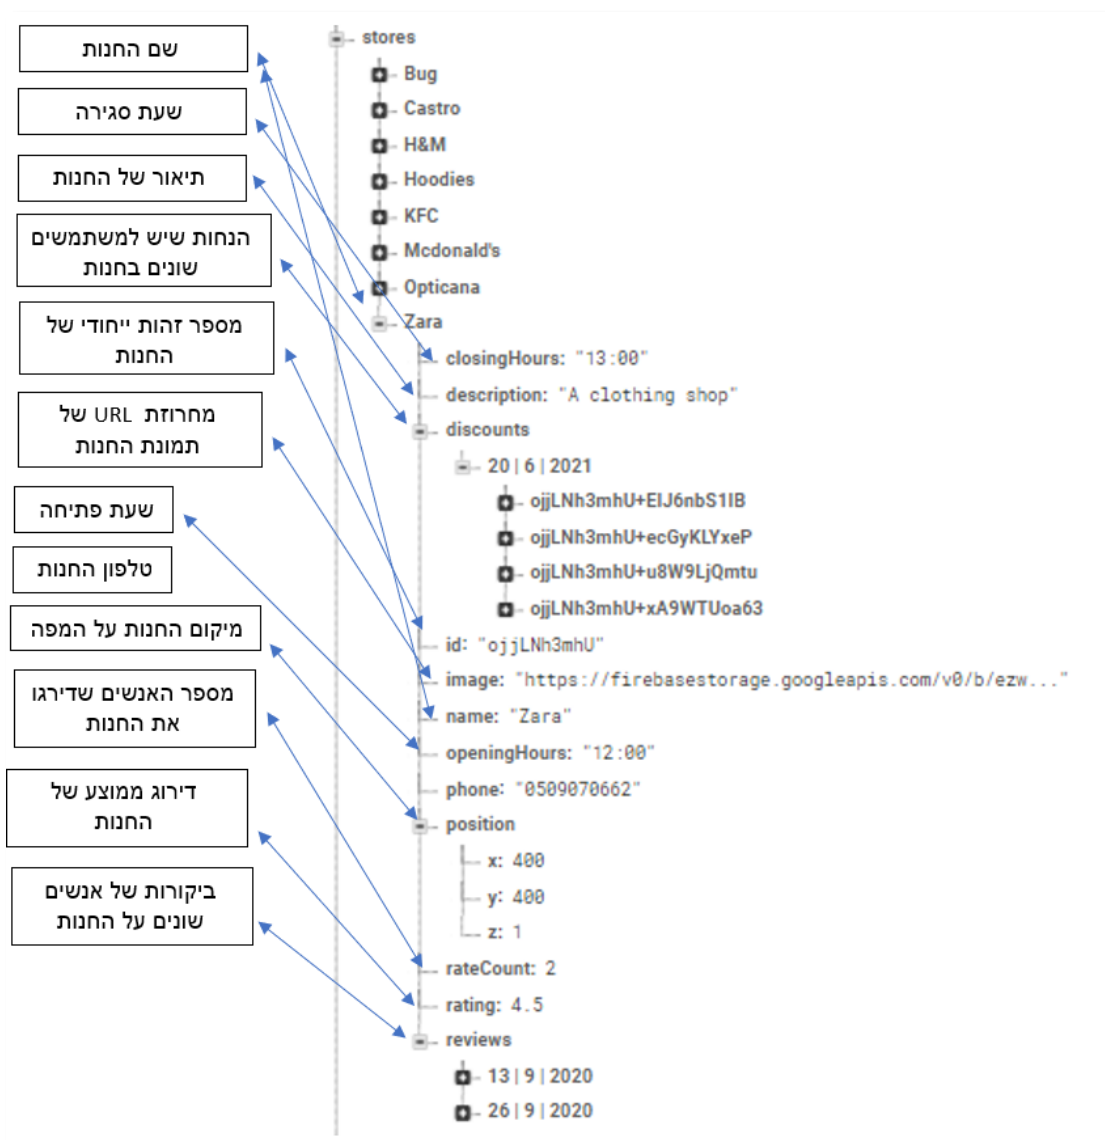 שם החנות
שעת סגירה
תיאור של החנות
הנחות שיש למשתמשים
שונים בחנות
מספר זהות ייחודי של
החנות
מחרוזת URL של
תמונת החנות
שעת פתיחה
טלפון החנות
מיקום החנות על המפה
מספר האנשים שדירגו
את החנות
דירוג ממוצע של
החנות
ביקורות של אנשים
שונים על החנות
stores
Bug
Castro
H&M
Hoodies
KFC
Mcdonald's
Opticana
Zara
closingHours: "13:00"
description: "A clothing shop"
discounts
20 | 6 | 2021
ojjLNh3mhU+EIJ6nbS1IB
ojjLNh3mhU+ecGyKLYxeP
ojjLNh3mhU+u8W9LjQmtu
ojjLNh3mhU+xA9WTUoa63
id: "ojjLNh3mhU"
image: "https://firebasestorage.googleapis.com/v0/b/ezw..."
name: "Zara"
openingHours: "12:00"
phone: "0509070662"
position
x: 400
y: 400
z: 1
rateCount: 2
rating: 4.5
reviews
13 | 9 | 2020
26 | 9 | 2020